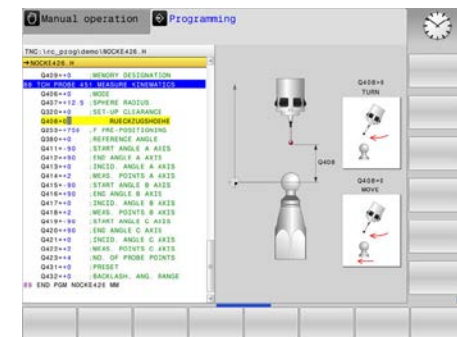 Manual operation
Programming
TNC:\nc_prog\demo\NOCKE426.H
→NOCKE426.H
Q409=+0 ;MEMORY DESIGNATION
89 TCH PROBE 451 MEASURE KINEMATICS
Q406=+0 ;MODE
Q407=+12.5 ;SPHERE RADIUS
Q320=+0 ;SET-UP CLEARANCE
Q408=0 RUECKZUGSHOEHE
Q253=+750 ;F PRE-POSITIONING
Q380=+0 ;REFERENCE ANGLE
Q411=-90 ;START ANGLE A AXIS
Q412=+90 ;END ANGLE A AXIS
Q413=+0 ;INCID. ANGLE A AXIS
Q414=+2 ;MEAS. POINTS A AXIS
Q415=-90 ;START ANGLE B AXIS
Q416=+90 ;END ANGLE B AXIS
Q417=+0 ;INCID. ANGLE B AXIS
Q418=+2 ;MEAS. POINTS B AXIS
Q419=-90 ;START ANGLE C AXIS
Q420=+90 ;END ANGLE C AXIS
Q421=+0 ;INCID. ANGLE C AXIS
Q422=+2 ;MEAS. POINTS C AXIS
Q423=+4 ;NO. OF PROBE POINTS
Q431=+0 ;PRESET
Q432=+0 ;BACKLASH, ANG. RANGE
89 END PGM NOCKE426 MM
Q408
Q408>0
TURN
Q408=0
MOVE